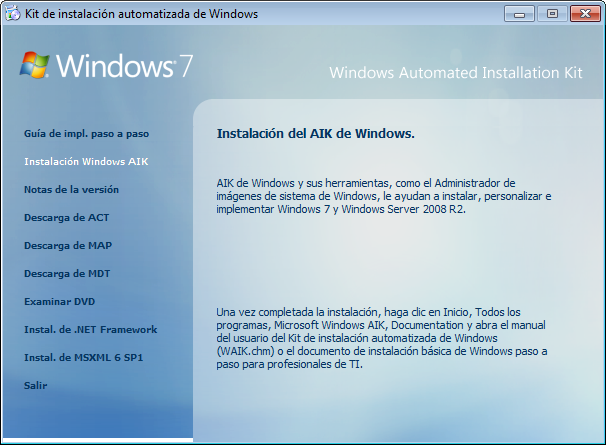 Kit de instalación automatizada de Windows
Windows 7
Windows Automated Installation Kit
Guía de impl. paso a paso
Instalación Windows AIK
Notas de la versión
Descarga de ACT
Descarga de MAP
Descarga de MDT
Examinar DVD
Instal. de .NET Framework
Instal. de MSXML 6 SP1
Salir
Instalación del AIK de Windows.
AIK de Windows y sus herramientas, como el Administrador de
imágenes de sistema de Windows, le ayudan a instalar, personalizar e
implementar Windows 7 y Windows Server 2008 R2.
Una vez completada la instalación, haga clic en Inicio, Todos los
programas, Microsoft Windows AIK, Documentation y abra el manual
del usuario del Kit de instalación automatizada de Windows
(WAIK.chm) o el documento de instalación básica de Windows paso a
paso para profesionales de TI.